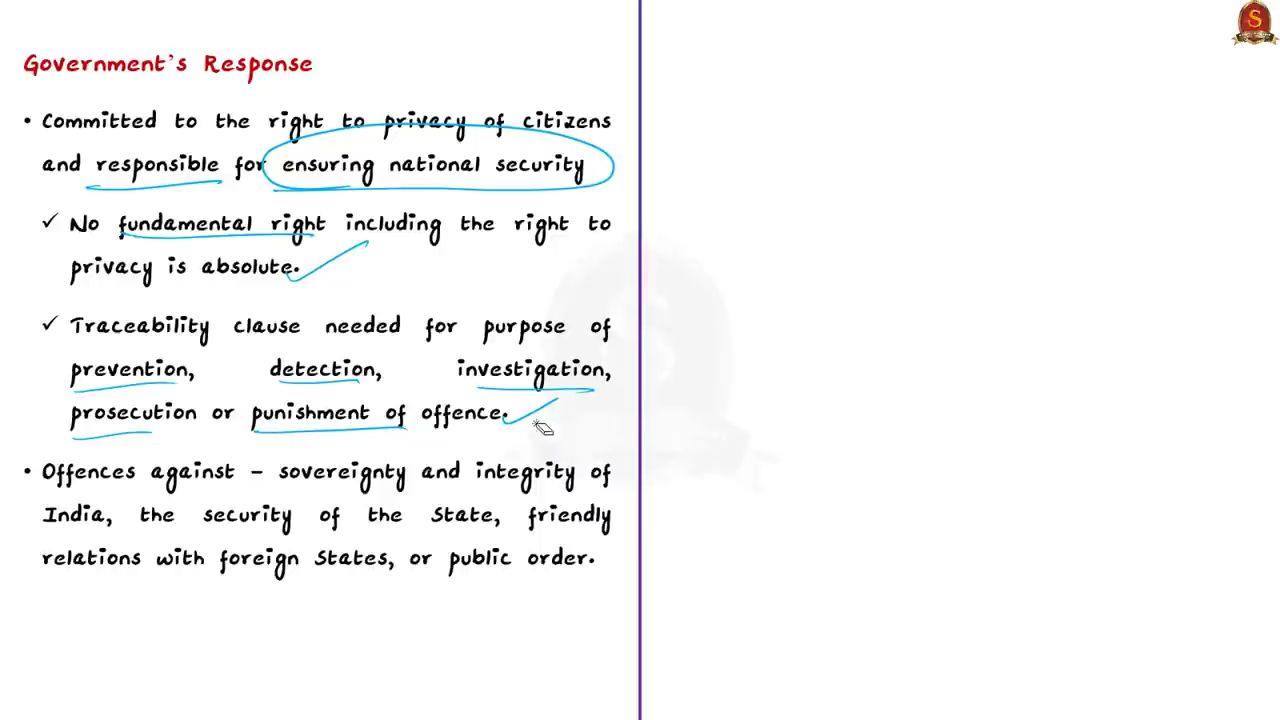 Government's Response
• Committed to the right to privacy of citizens
and responsible for ensuring national security
✓ No fundamental right including the right to
privacy is absolute.
✓ Traceability clause needed for purpose of
prevention, detection, investigation,
prosecution or punishment of offence.
• Offences against – sovereignty and integrity of
India, the security of the State, friendly
relations with foreign States, or public order.
S